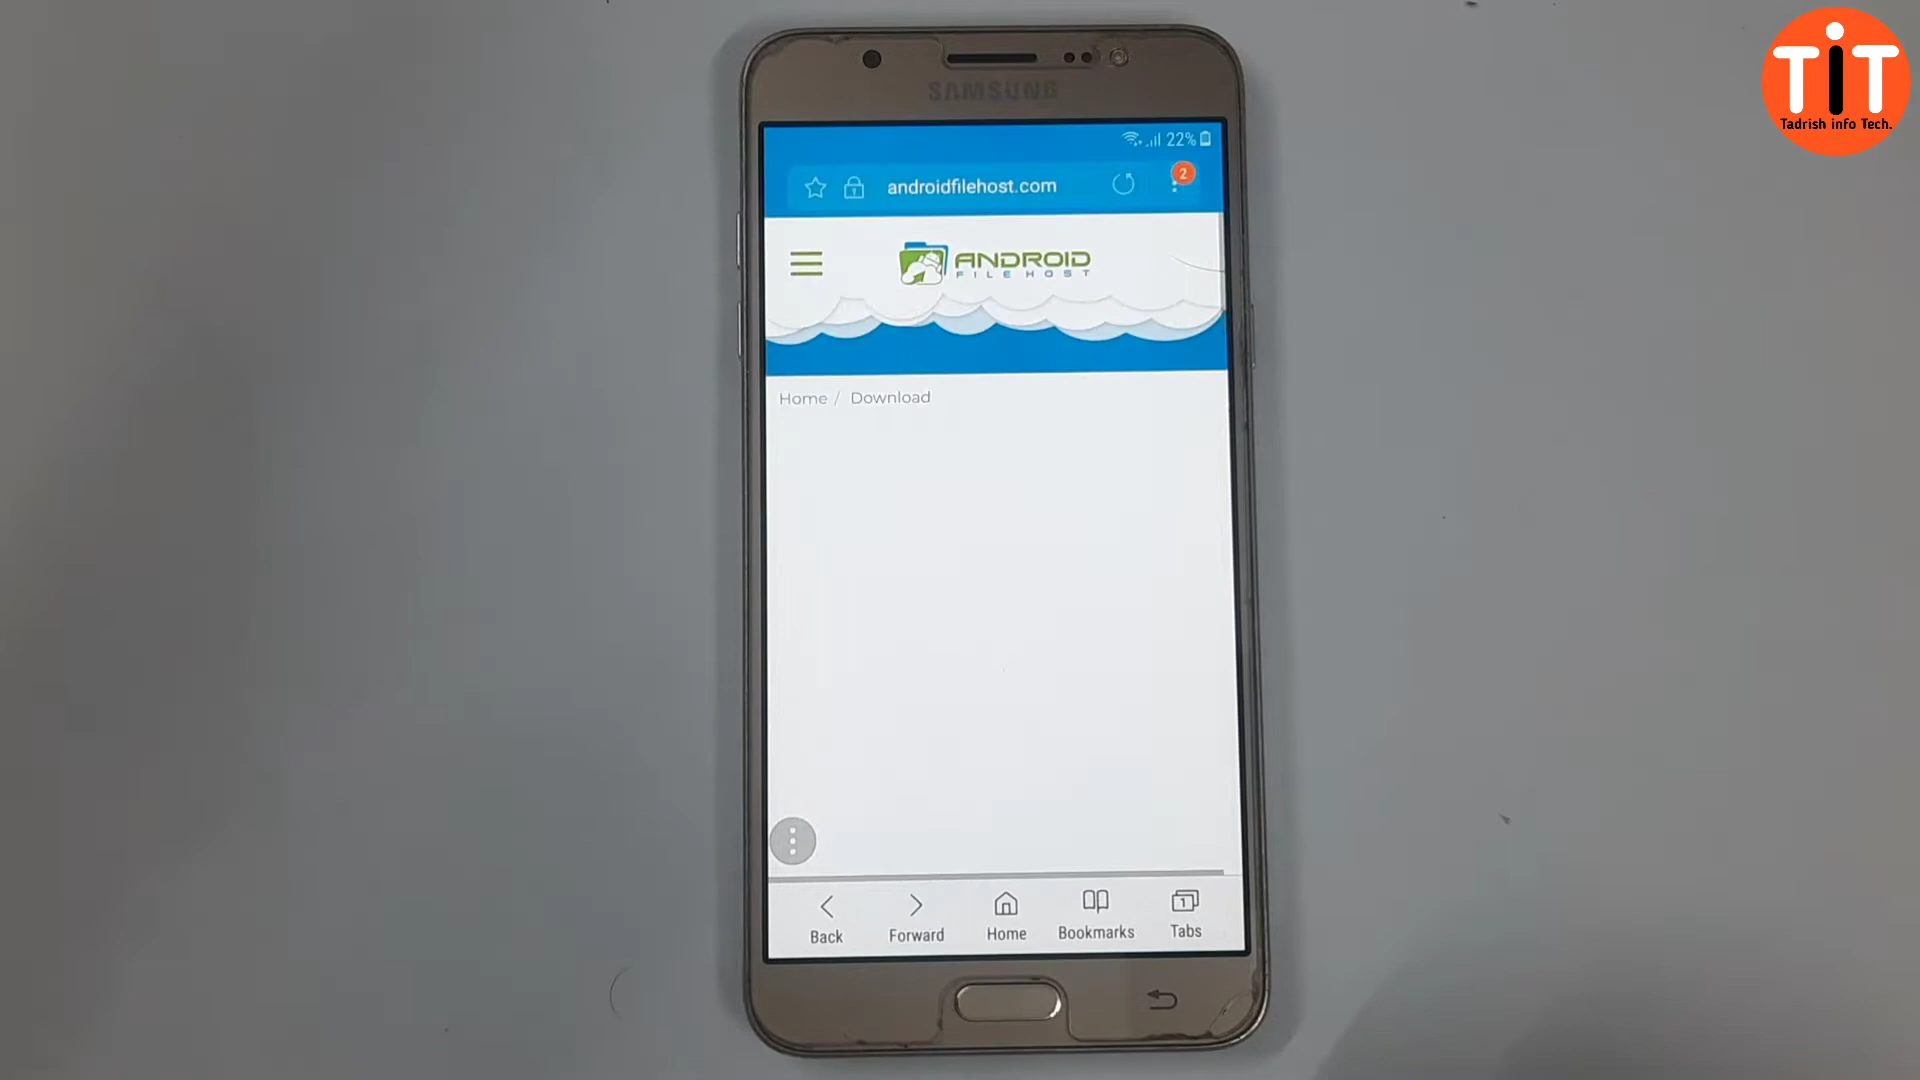 TiT
Tadrish info Tech.
SAMSUNG
22%
androidfilehost.com
2
ANDROID
FILE HOST
Home / Download
1
Back
Forward
Home
Bookmarks
Tabs